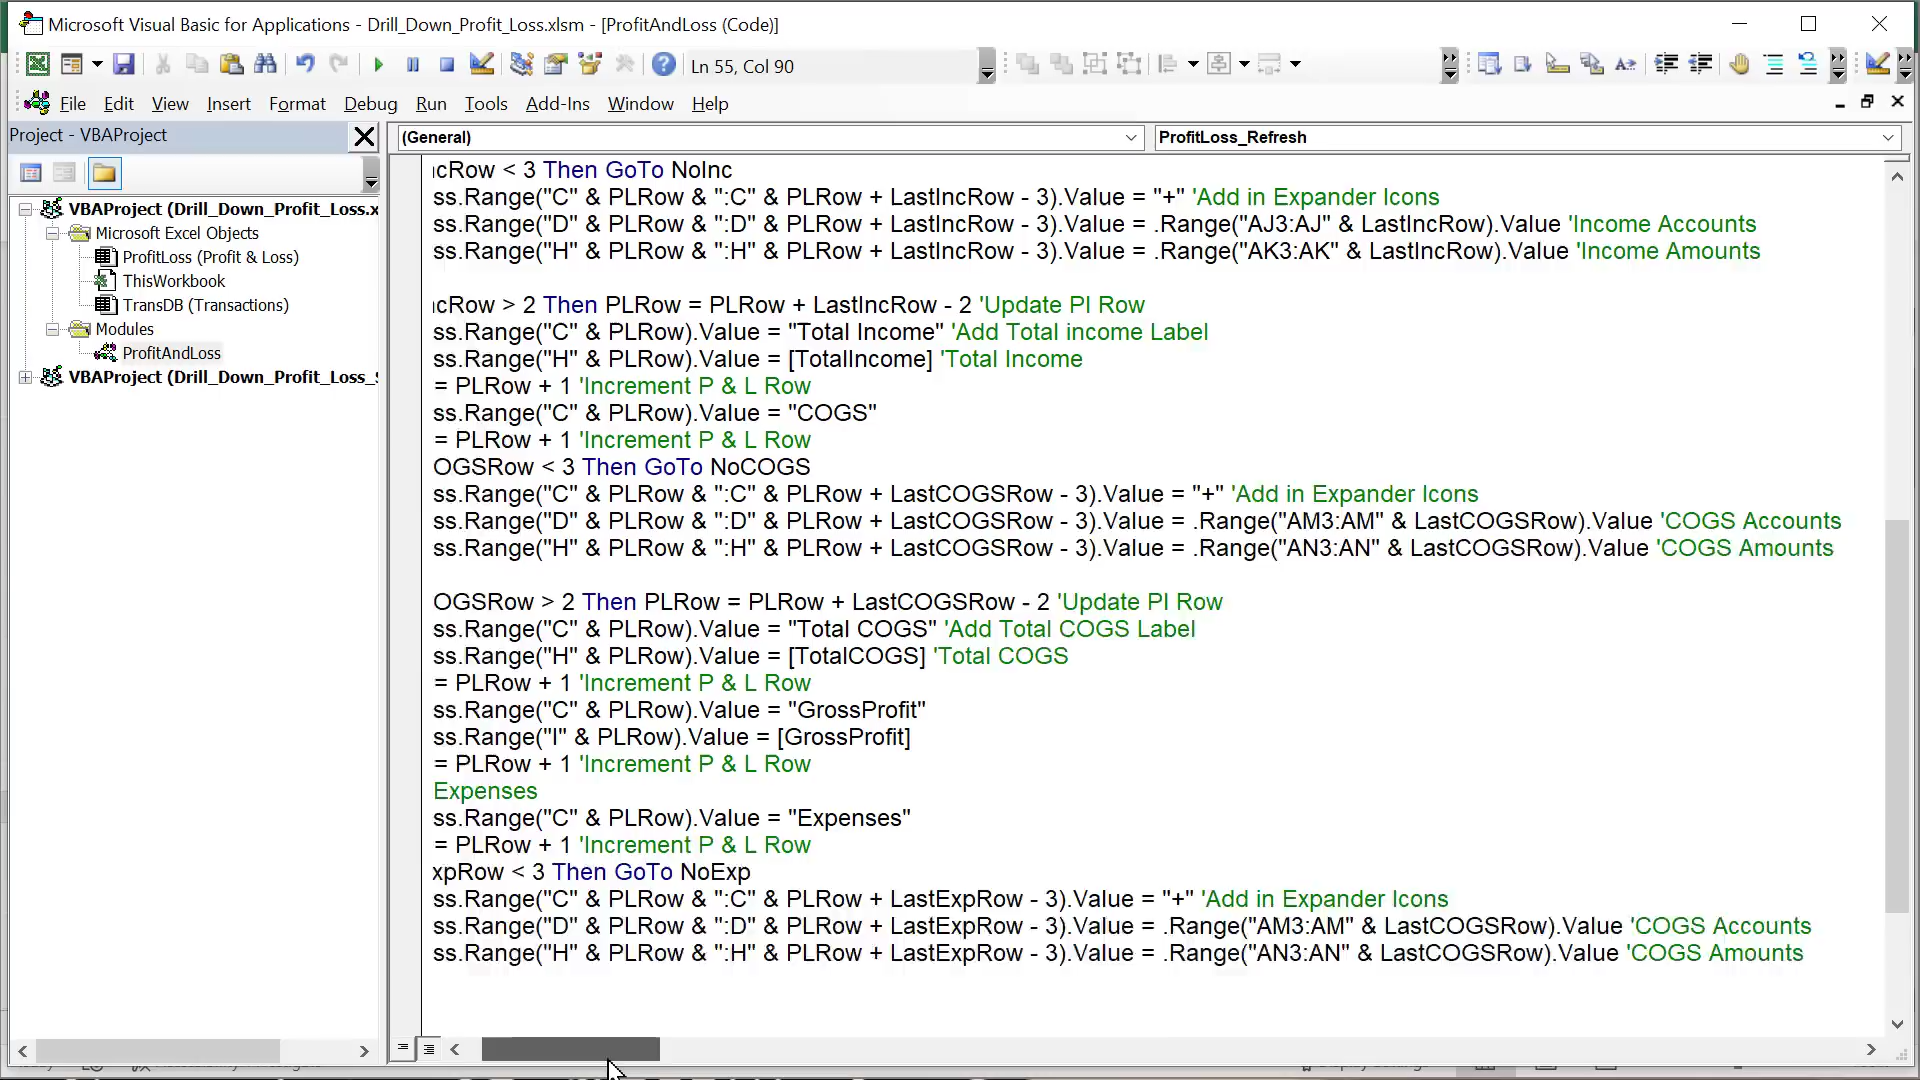 Microsoft Visual Basic for Applications - Drill_Down_Profit_Loss.xlsm - [ProfitAndLoss (Code)]
Ln 55, Col 90
File Edit View Insert Format Debug Run Tools Add-Ins Window Help
Project - VBAProject
(General)
ProfitLoss_Refresh
VBAProject (Drill_Down_Profit_Loss.x
Microsoft Excel Objects
ProfitLoss (Profit & Loss)
ThisWorkbook
TransDB (Transactions)
Modules
ProfitAndLoss
VBAProject (Drill_Down_Profit_Loss_S
ncRow < 3 Then GoTo NoInc
ss.Range("C" & PLRow & ":C" & PLRow + LastIncRow - 3).Value = "+" 'Add in Expander Icons
ss.Range("D" & PLRow & ":D" & PLRow + LastIncRow - 3).Value = .Range("AJ3:AJ" & LastIncRow).Value 'Income Accounts
ss.Range("H" & PLRow & ":H" & PLRow + LastIncRow - 3).Value = .Range("AK3:AK" & LastIncRow).Value 'Income Amounts
ncRow > 2 Then PLRow = PLRow + LastIncRow - 2 'Update Pl Row
ss.Range("C" & PLRow).Value = "Total Income" 'Add Total income Label
ss.Range("H" & PLRow).Value = [TotalIncome] 'Total Income
= PLRow + 1 'Increment P & L Row
ss.Range("C" & PLRow).Value = "COGS"
= PLRow + 1 'Increment P & L Row
OGSRow < 3 Then GoTo NoCOGS
ss.Range("C" & PLRow & ":C" & PLRow + LastCOGSRow - 3).Value = "+" 'Add in Expander Icons
ss.Range("D" & PLRow & ":D" & PLRow + LastCOGSRow - 3).Value = .Range("AM3:AM" & LastCOGSRow).Value 'COGS Accounts
ss.Range("H" & PLRow & ":H" & PLRow + LastCOGSRow - 3).Value = .Range("AN3:AN" & LastCOGSRow).Value 'COGS Amounts
OGSRow > 2 Then PLRow = PLRow + LastCOGSRow - 2 'Update Pl Row
ss.Range("C" & PLRow).Value = "Total COGS" 'Add Total COGS Label
ss.Range("H" & PLRow).Value = [TotalCOGS] 'Total COGS
= PLRow + 1 'Increment P & L Row
ss.Range("C" & PLRow).Value = "GrossProfit"
ss.Range("I" & PLRow).Value = [GrossProfit]
= PLRow + 1 'Increment P & L Row
Expenses
ss.Range("C" & PLRow).Value = "Expenses"
= PLRow + 1 'Increment P & L Row
xpRow < 3 Then GoTo NoExp
ss.Range("C" & PLRow & ":C" & PLRow + LastExpRow - 3).Value = "+" 'Add in Expander Icons
ss.Range("D" & PLRow & ":D" & PLRow + LastExpRow - 3).Value = .Range("AM3:AM" & LastCOGSRow).Value 'COGS Accounts
ss.Range("H" & PLRow & ":H" & PLRow + LastExpRow - 3).Value = .Range("AN3:AN" & LastCOGSRow).Value 'COGS Amounts